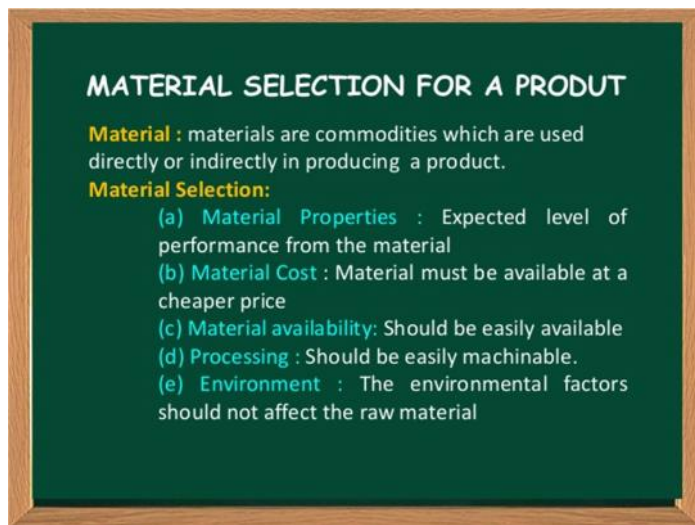 MATERIAL SELECTION FOR A PRODUT
Material : materials are commodities which are used
directly or indirectly in producing a product.
Material Selection:
(a) Material Properties : Expected level of
performance from the material
(b) Material Cost : Material must be available at a
cheaper price
(c) Material availability: Should be easily available
(d) Processing : Should be easily machinable.
(e) Environment : The environmental factors
should not affect the raw material